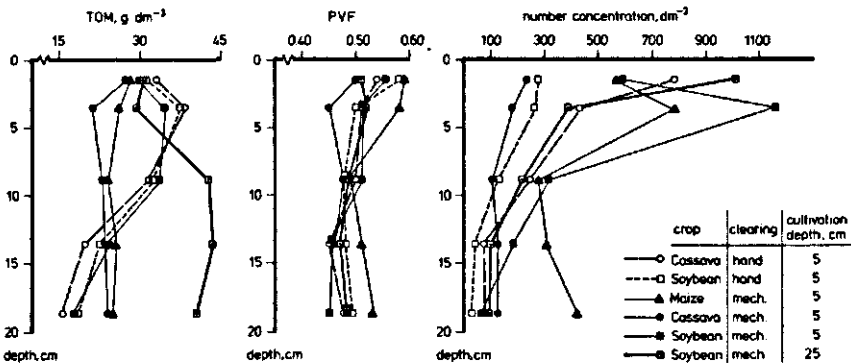 TOM, g dm⁻³
PVF
number concentration, dm⁻³
15 30 45
0.40 0.50 0.60
100 300 500 700 900 1100
0
5
10
15
20
depth, cm
0
5
10
15
20
depth, cm
0
5
10
15
20
depth, cm
crop clearing cultivation depth, cm
Cassava hand 5
Soybean hand 5
Maize mech. 5
Cassava mech. 5
Soybean mech. 5
Soybean mech. 25